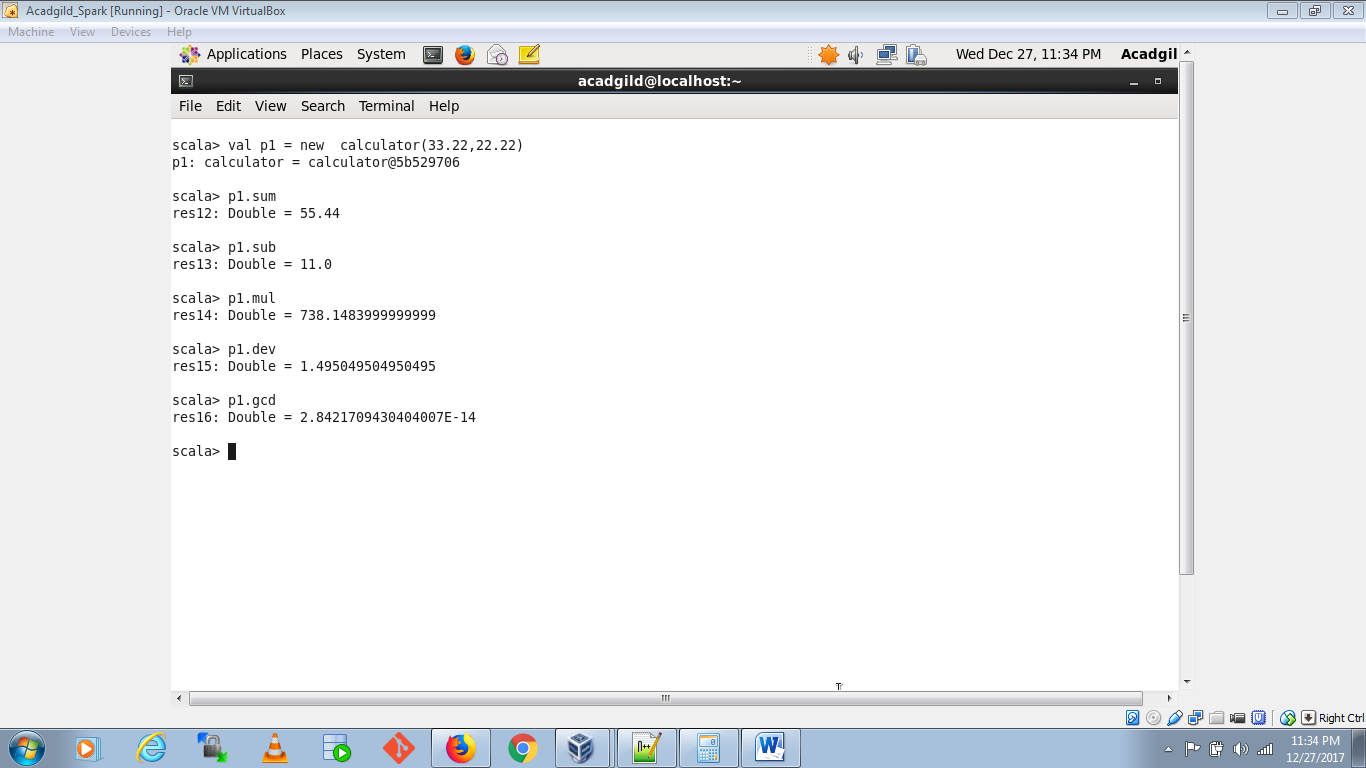 Acadgild_Spark [Running] - Oracle VM VirtualBox
Machine View Devices Help
Applications Places System Wed Dec 27, 11:34 PM Acadgil
acadgild@localhost:~
File Edit View Search Terminal Help
scala> val p1 = new  calculator(33.22,22.22)
p1: calculator = calculator@5b529706
scala> p1.sum
res12: Double = 55.44
scala> p1.sub
res13: Double = 11.0
scala> p1.mul
res14: Double = 738.1483999999999
scala> p1.dev
res15: Double = 1.495049504950495
scala> p1.gcd
res16: Double = 2.8421709430404007E-14
scala>
Right Ctrl
11:34 PM
12/27/2017